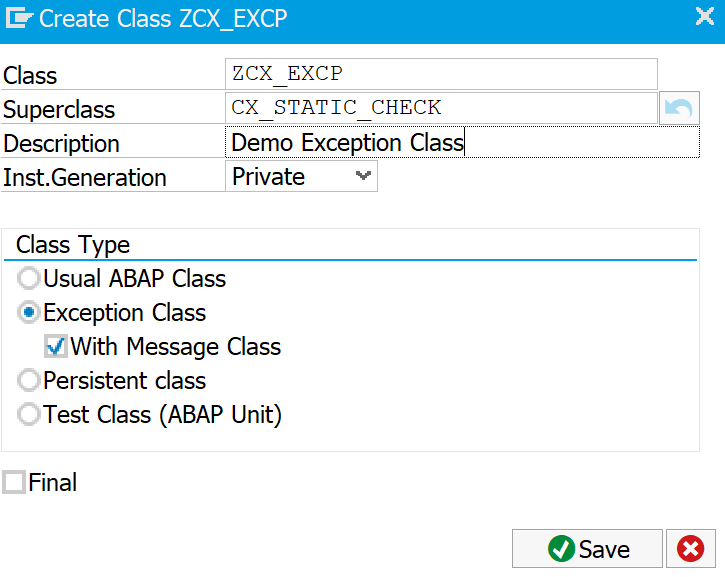 Create Class ZCX_EXCP
Class ZCX_EXCP
Superclass CX_STATIC_CHECK
Description Demo Exception Class
Inst.Generation Private
Class Type
Usual ABAP Class
Exception Class
With Message Class
Persistent class
Test Class (ABAP Unit)
Final
Save